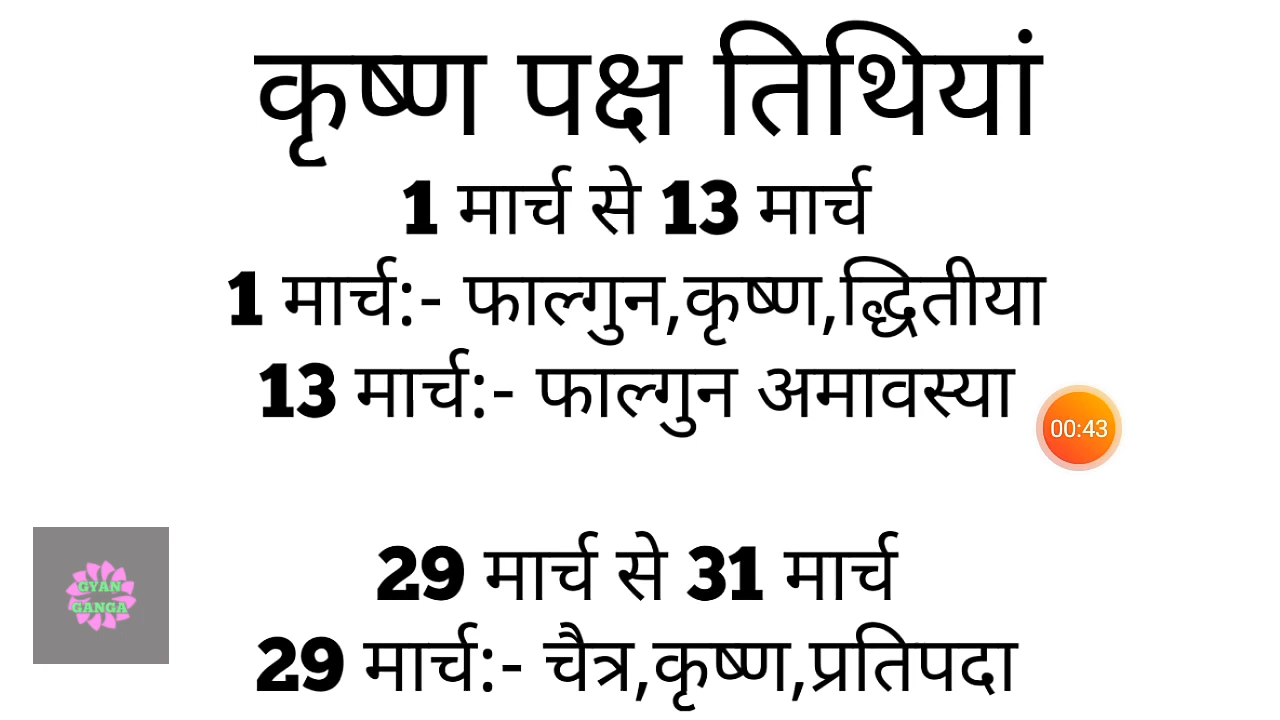 कृष्ण पक्ष तिथियां
1 मार्च से 13 मार्च
1 मार्च:- फाल्गुन,कृष्ण,द्धितीया
13 मार्च:- फाल्गुन अमावस्या
00:43
29 मार्च से 31 मार्च
GYAN
GANGA
29 मार्च:- चैत्र,कृष्ण,प्रतिपदा